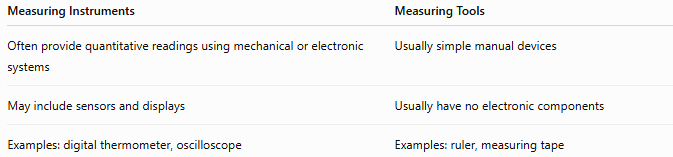 Measuring Instruments Measuring Tools
Often provide quantitative readings using mechanical or electronic Usually simple manual devices
systems
May include sensors and displays Usually have no electronic components
Examples: digital thermometer, oscilloscope Examples: ruler, measuring tape